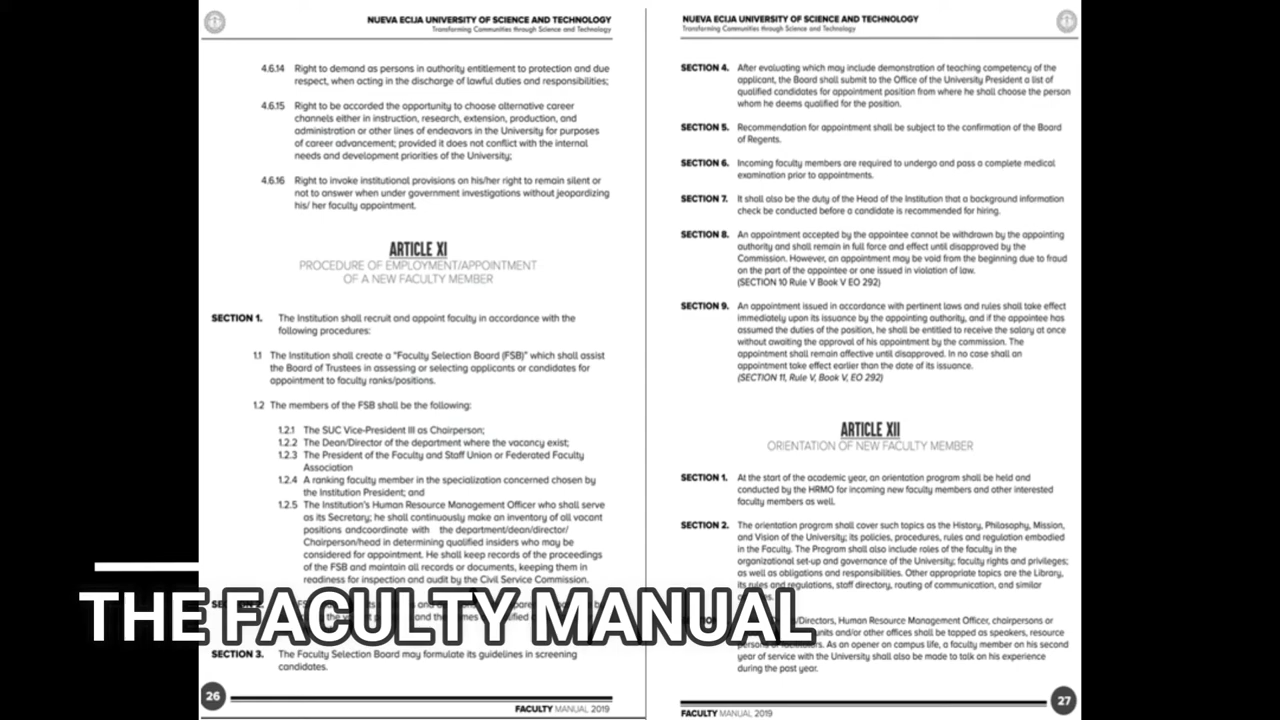 NUEVA ECIJA UNIVERSITY OF SCIENCE AND TECHNOLOGY
Transforming Communities through Science and Technology
4.6.14 Right to demand as persons in authority entitlement to protection and due
respect, when acting in the discharge of lawful duties and responsibilities;
4.6.15 Right to be accorded the opportunity to choose alternative career
channels either in instruction, research, extension, production, and
administration or other lines of endeavors in the University for purposes
of career advancement; provided it does not conflict with the internal
needs and development priorities of the University;
4.6.16 Right to invoke institutional provisions on his/her right to remain silent or
not to answer when under government investigations without jeopardizing
his/ her faculty appointment.
ARTICLE XI
PROCEDURE OF EMPLOYMENT/APPOINTMENT
OF A NEW FACULTY MEMBER
SECTION 1. The Institution shall recruit and appoint faculty in accordance with the
following procedures:
1.1 The Institution shall create a "Faculty Selection Board (FSB)" which shall assist
the Board of Trustees in assessing or selecting applicants or candidates for
appointment to faculty ranks/positions.
1.2 The members of the FSB shall be the following:
1.2.1 The SUC Vice-President III as Chairperson;
1.2.2 The Dean/Director of the department where the vacancy exist;
1.2.3 The President of the Faculty and Staff Union or Federated Faculty
Association
1.2.4 A ranking faculty member in the specialization concerned chosen by
the Institution President; and
1.2.5 The Institution's Human Resource Management Officer who shall serve
as its Secretary; he shall continuously make an inventory of all vacant
positions andcoordinate with the department/dean/director/
Chairperson/head in determining qualified insiders who may be
considered for appointment. He shall keep records of the proceedings
of the FSB and maintain all records or documents, keeping them in
readiness for inspection and audit by the Civil Service Commission.
SECTION 3. The Faculty Selection Board may formulate its guidelines in screening
candidates.
26
FACULTY MANUAL 2019
NUEVA ECIJA UNIVERSITY OF SCIENCE AND TECHNOLOGY
Transforming Communities through Science and Technology
SECTION 4. After evaluating which may include demonstration of teaching competency of the
applicant, the Board shall submit to the Office of the University President a list of
qualified candidates for appointment position from where he shall choose the person
whom he deems qualified for the position.
SECTION 5. Recommendation for appointment shall be subject to the confirmation of the Board
of Regents.
SECTION 6. Incoming faculty members are required to undergo and pass a complete medical
examination prior to appointments.
SECTION 7. It shall also be the duty of the Head of the Institution that a background information
check be conducted before a candidate is recommended for hiring.
SECTION 8. An appointment accepted by the appointee cannot be withdrawn by the appointing
authority and shall remain in full force and effect until disapproved by the
Commission. However, an appointment may be void from the beginning due to fraud
on the part of the appointee or one issued in violation of law.
(SECTION 10 Rule V Book V EO 292)
SECTION 9. An appointment issued in accordance with pertinent laws and rules shall take effect
immediately upon its issuance by the appointing authority, and if the appointee has
assumed the duties of the position, he shall be entitled to receive the salary at once
without awaiting the approval of his appointment by the commission. The
appointment shall remain affective until disapproved. In no case shall an
appointment take effect earlier than the date of its issuance.
(SECTION 11, Rule V, Book V, EO 292)
ARTICLE XII
ORIENTATION OF NEW FACULTY MEMBER
SECTION 1. At the start of the academic year, an orientation program shall be held and
conducted by the HRMO for incoming new faculty members and other interested
faculty members as well.
SECTION 2. The orientation program shall cover such topics as the History, Philosophy, Mission,
and Vision of the University; its policies, procedures, rules and regulation embodied
in the Faculty. The Program shall also include roles of the faculty in the
organizational set-up and governance of the University; faculty rights and privileges;
as well as obligations and responsibilities. Other appropriate topics are the Library,
its rules and regulations, staff directory, routing of communication, and similar
/Directors, Human Resource Management Officer, chairpersons or
units and/or other offices shall be tapped as speakers, resource
persons or facilitators. As an opener on campus life, a faculty member on his second
year of service with the University shall also be made to talk on his experience
during the past year.
27
FACULTY MANUAL 2019
THE FACULTY MANUAL